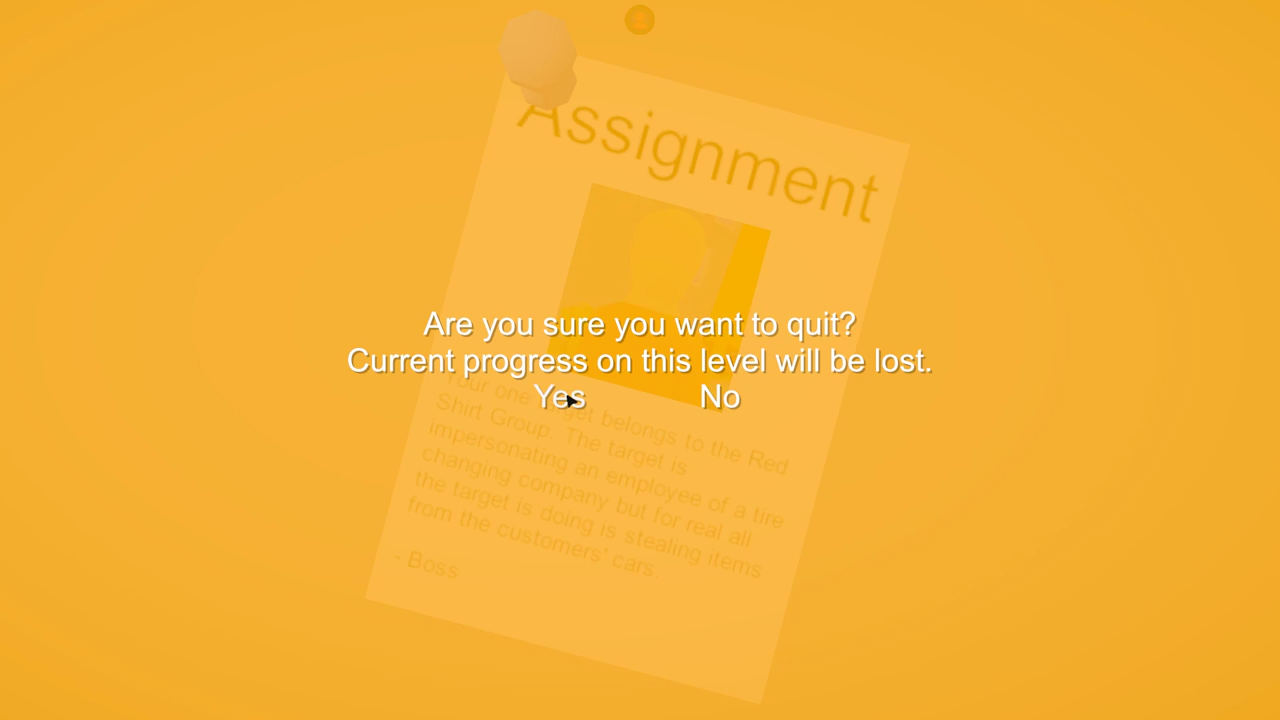 Assignment
Are you sure you want to quit?
Current progress on this level will be lost.
Yes No
Your one target belongs to the Red
Shirt Group. The target is
impersonating an employee of a tire
changing company but for real all
the target is doing is stealing items
from the customers' cars.
- Boss